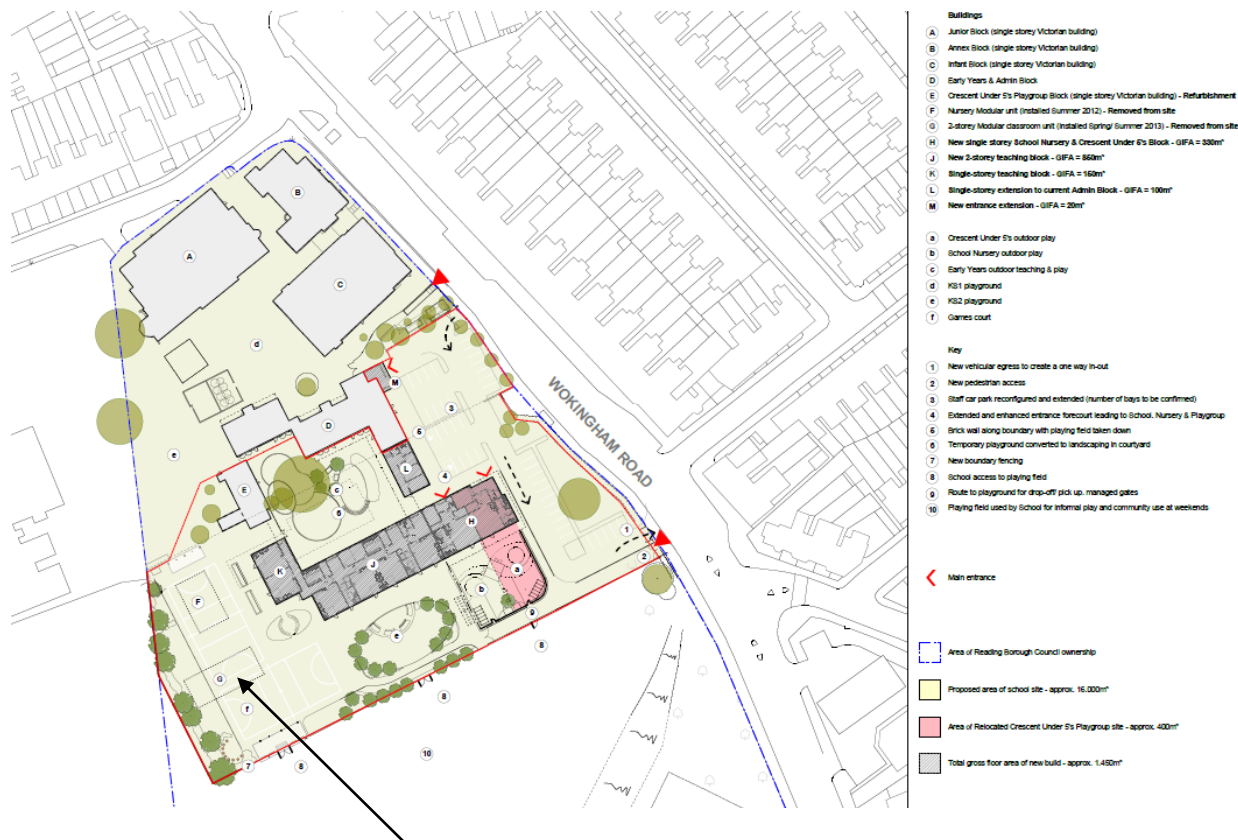 A
B
C
d
M
3
WOKINGHAM ROAD
D
5
e
L
4
E
c
6
H
1
2
J
K
a
b
9
F
e
8
G
8
f
10
7
8
Buildings
A Junior Block (single storey Victorian building)
B Annex Block (single storey Victorian building)
C Infant Block (single storey Victorian building)
D Early Years & Admin Block
E Crescent Under 5's Playgroup Block (single storey Victorian building) - Refurbishment
F Nursery Modular unit (Installed Summer 2012) - Removed from site
G 2-storey Modular classroom unit (Installed Spring/ Summer 2013) - Removed from site
H New single storey School Nursery & Crescent Under 5's Block - GIFA = 330m²
J New 2-storey teaching block - GIFA = 850m²
K Single-storey teaching block - GIFA = 150m²
L Single-storey extension to current Admin Block - GIFA = 100m²
M New entrance extension - GIFA = 20m²
a Crescent Under 5's outdoor play
b School Nursery outdoor play
c Early Years outdoor teaching & play
d KS1 playground
e KS2 playground
f Games court
Key
1 New vehicular egress to create a one way in-out
2 New pedestrian access
3 Staff car park reconfigured and extended (number of bays to be confirmed)
4 Extended and enhanced entrance forecourt leading to School, Nursery & Playgroup
5 Brick wall along boundary with playing field taken down
6 Temporary playground converted to landscaping in courtyard
7 New boundary fencing
8 School access to playing field
9 Route to playground for drop-off/ pick up. managed gates
10 Playing field used by School for informal play and community use at weekends
Main entrance
Area of Reading Borough Council ownership
Proposed area of school site - approx. 16.000m²
Area of Relocated Crescent Under 5's Playgroup site - approx. 400m²
Total gross floor area of new build - approx. 1.450m²